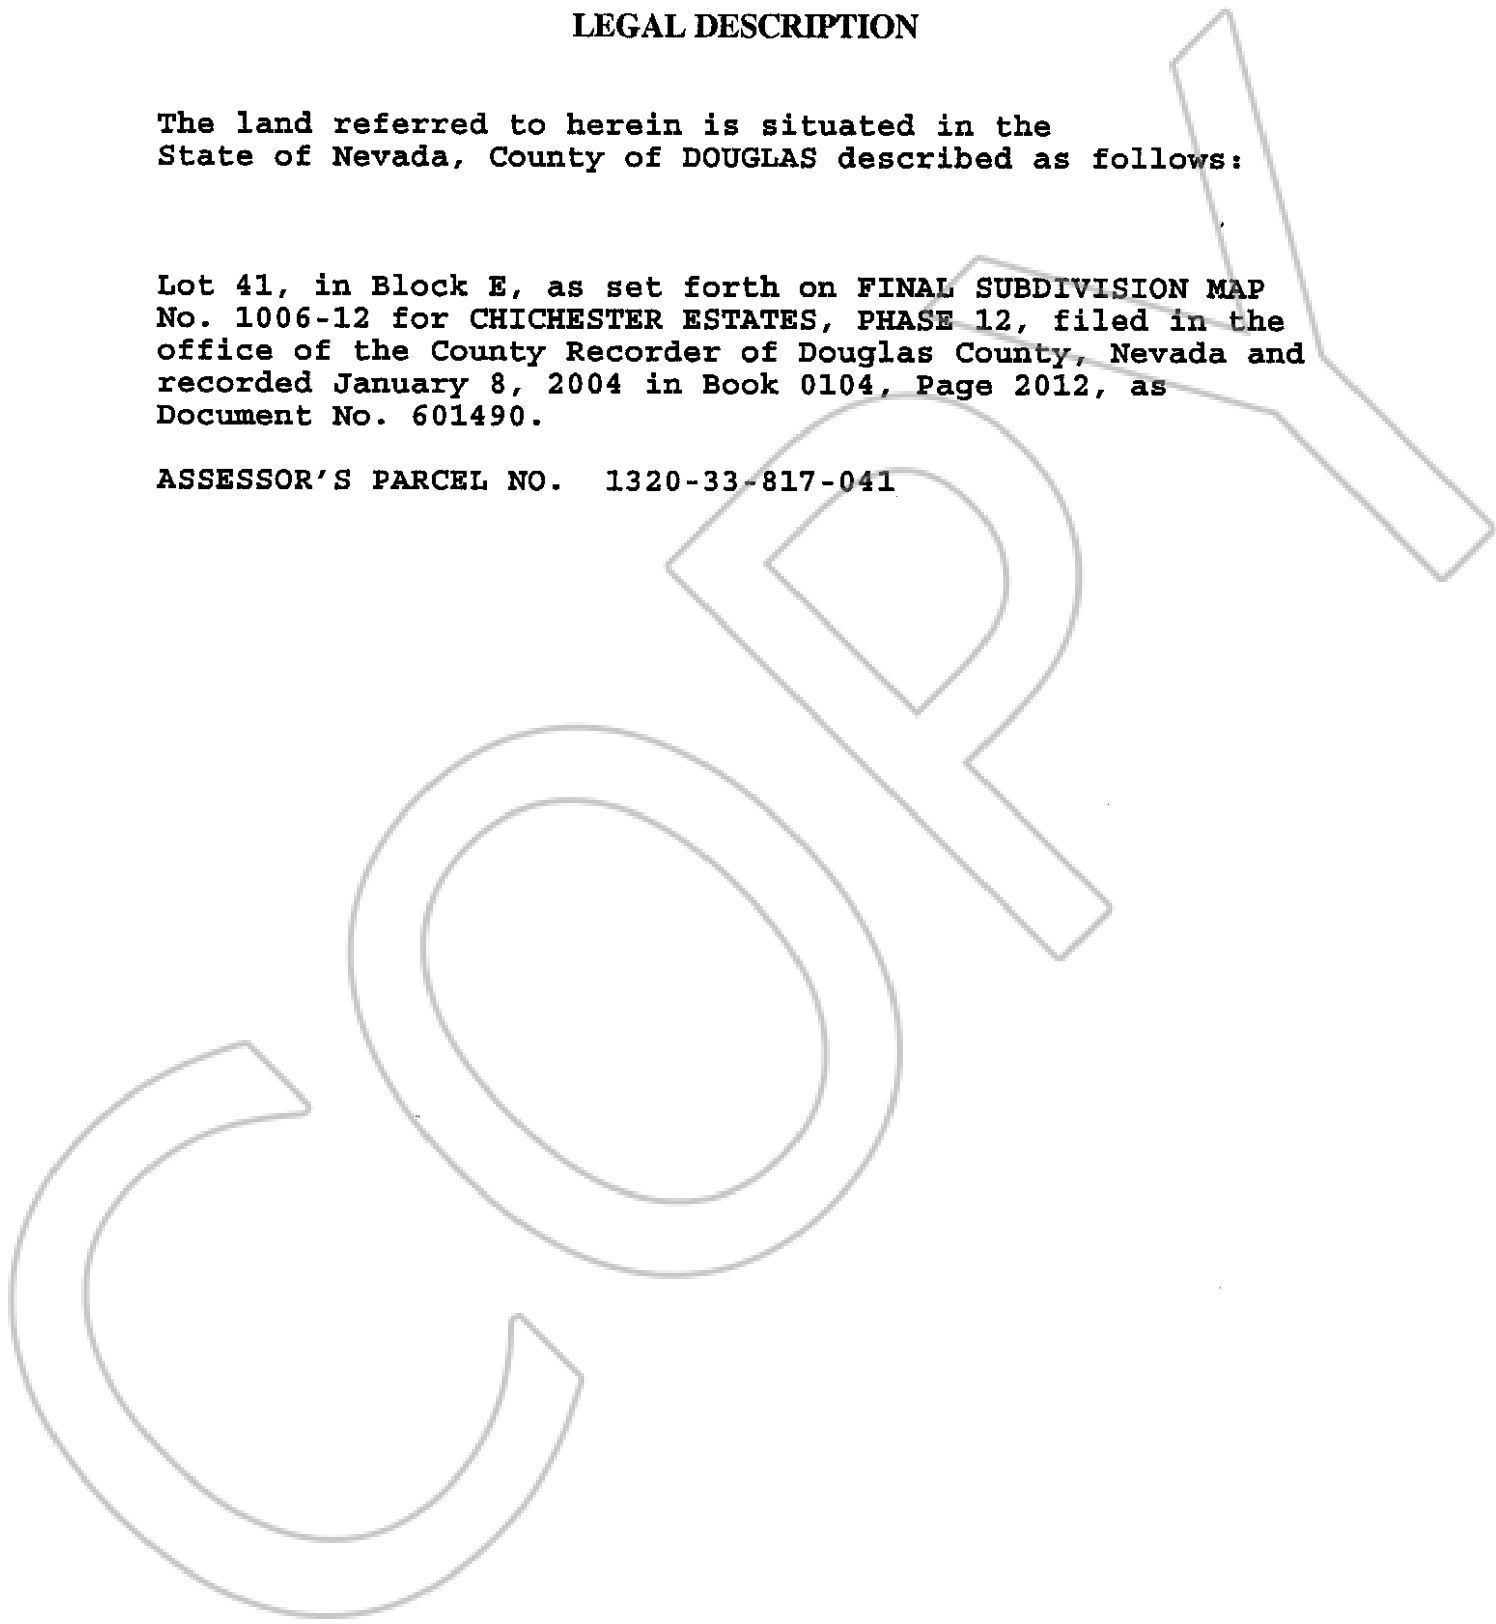 LEGAL DESCRIPTION
The land referred to herein is situated in the
State of Nevada, County of DOUGLAS described as follows:
Lot 41, in Block E, as set forth on FINAL SUBDIVISION MAP
No. 1006-12 for CHICHESTER ESTATES, PHASE 12, filed in the
office of the County Recorder of Douglas County, Nevada and
recorded January 8, 2004 in Book 0104, Page 2012, as
Document No. 601490.
ASSESSOR'S PARCEL NO. 1320-33-817-041
COPY